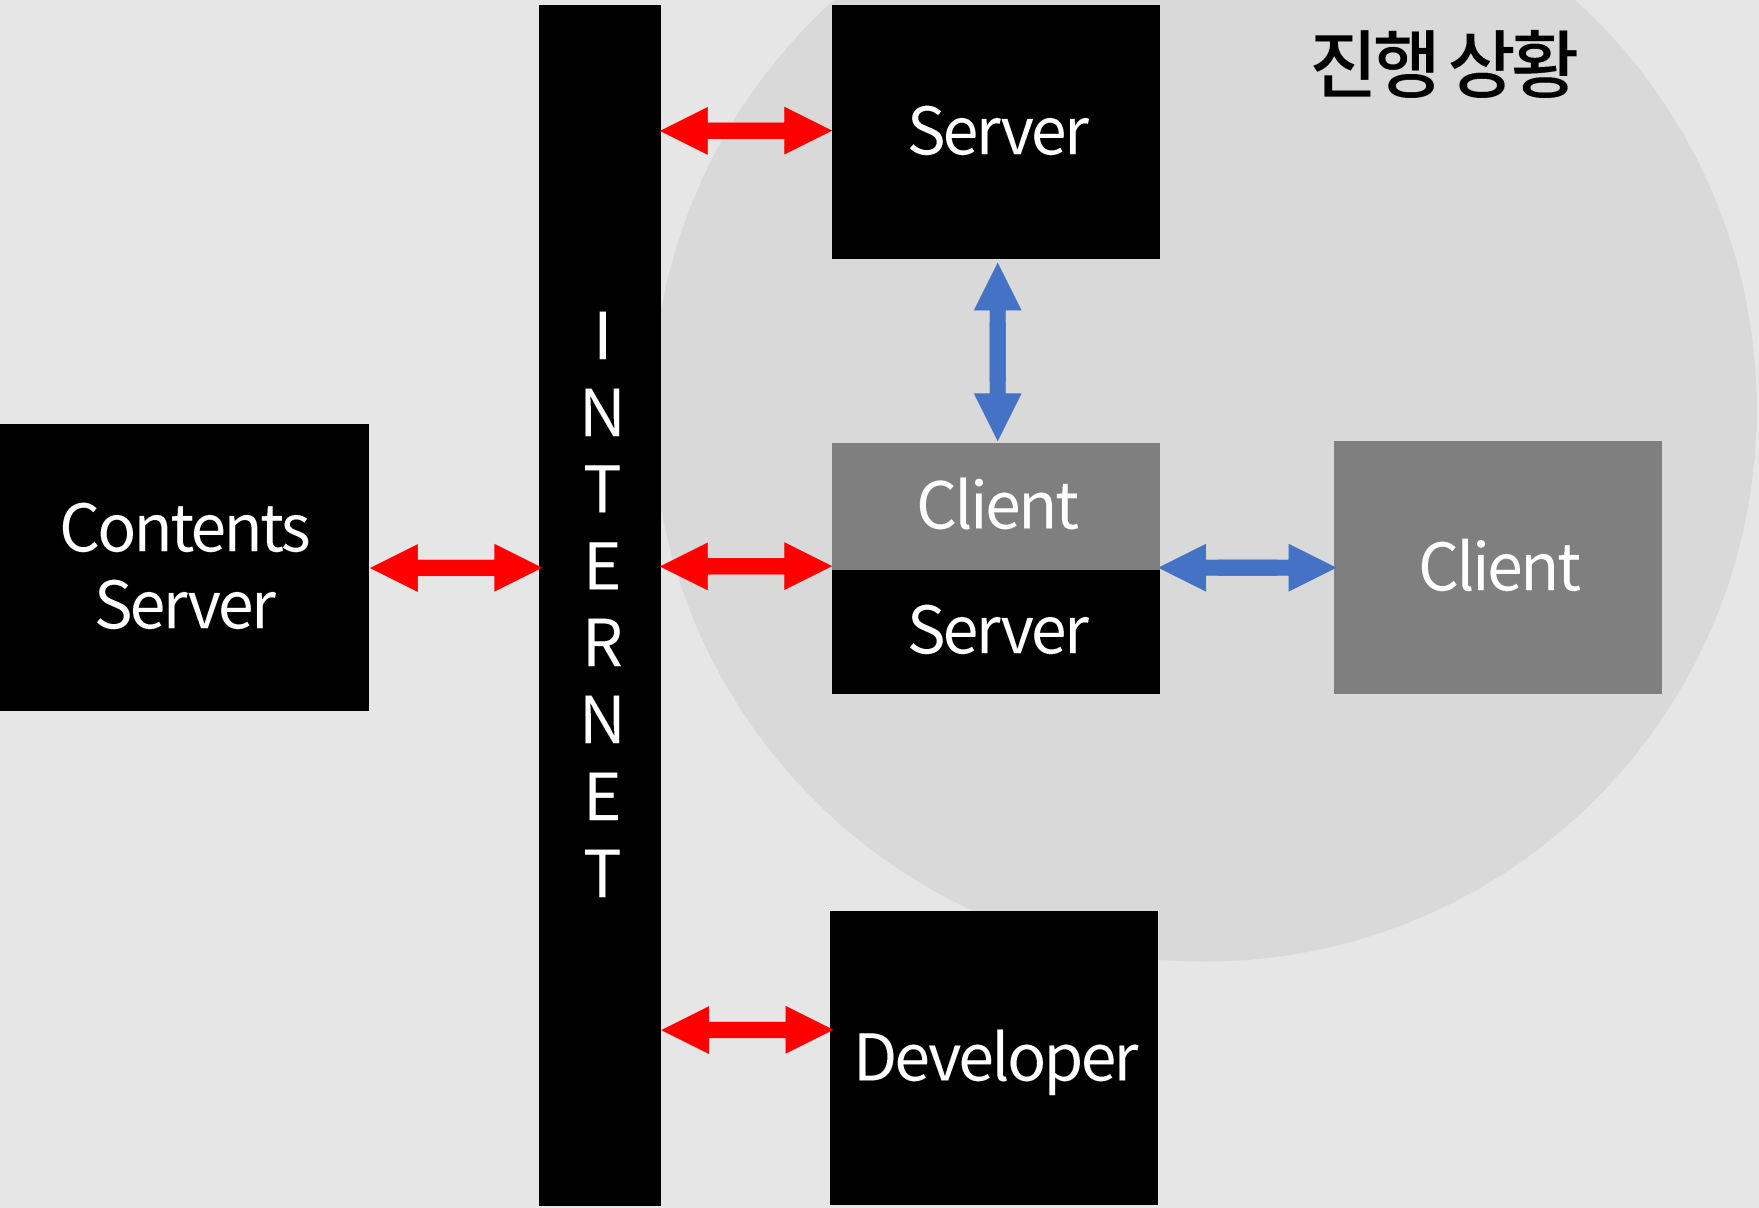 진행 상황
Server
I
N
T
E
R
N
E
T
Contents
Server
Client
Server
Client
Developer